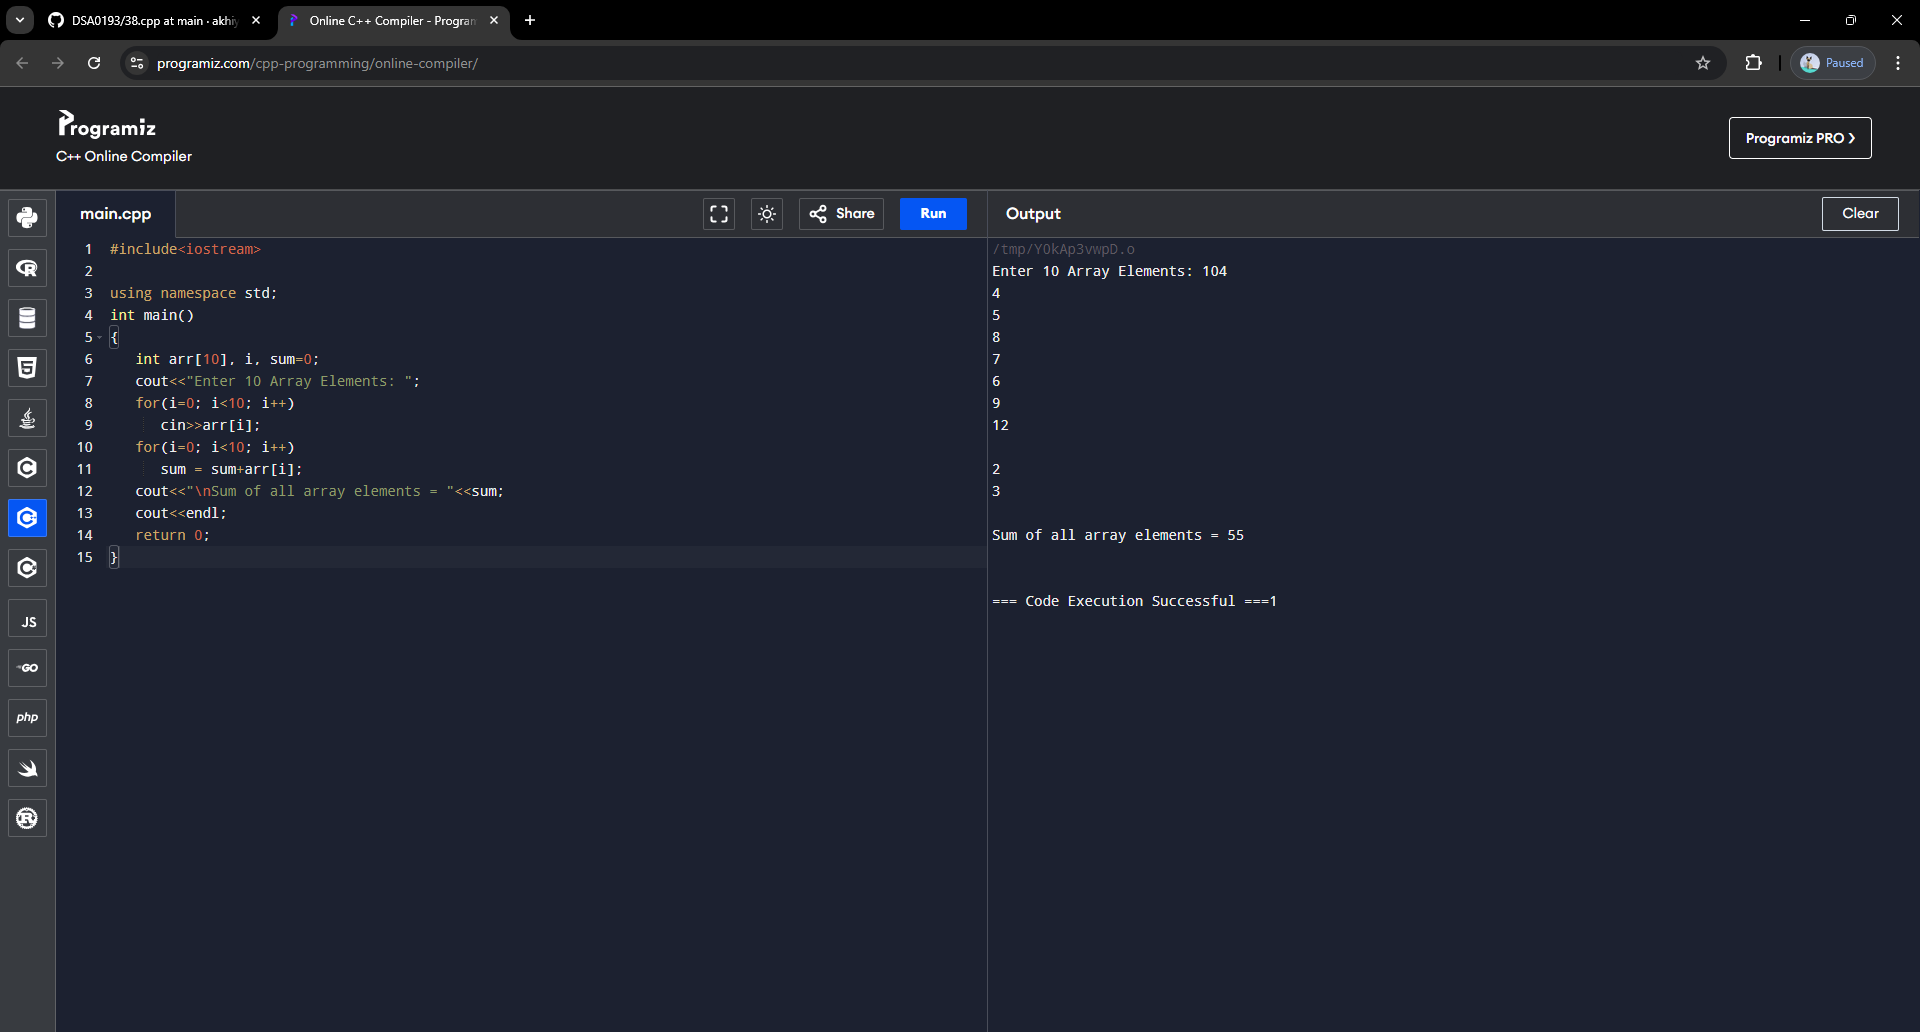 DSA0193/38.cpp at main · akhiy
Online C++ Compiler - Program
programiz.com/cpp-programming/online-compiler/
Paused
Programiz
C++ Online Compiler
Programiz PRO
main.cpp
Share
Run
Output
Clear
1 #include<iostream>
2
3 using namespace std;
4 int main()
5 {
6 int arr[10], i, sum=0;
7 cout<<"Enter 10 Array Elements: ";
8 for(i=0; i<10; i++)
9 cin>>arr[i];
10 for(i=0; i<10; i++)
11 sum = sum+arr[i];
12 cout<<"\nSum of all array elements = "<<sum;
13 cout<<endl;
14 return 0;
15 }
/tmp/Y0kAp3vwpD.o
Enter 10 Array Elements: 104
4
5
8
7
6
9
12
2
3
Sum of all array elements = 55
=== Code Execution Successful ===1
R
5
C
C
C
JS
GO
php
R